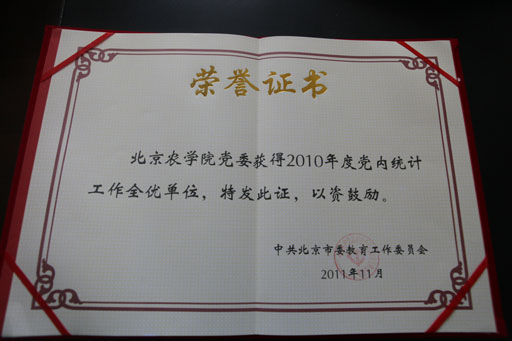 荣誉证书
北京农学院党委获得2010年度党内统计
工作全优单位，特发此证，以资鼓励。
中共北京市委教育工作委员会
2011年11月